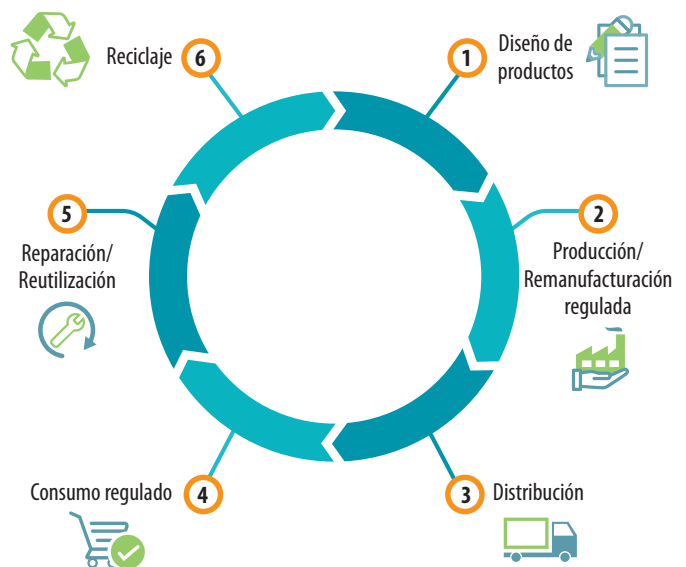 1
Diseño de
productos
2
Producción/
Remanufacturación
regulada
3
Distribución
4
Consumo regulado
5
Reparación/
Reutilización
6
Reciclaje